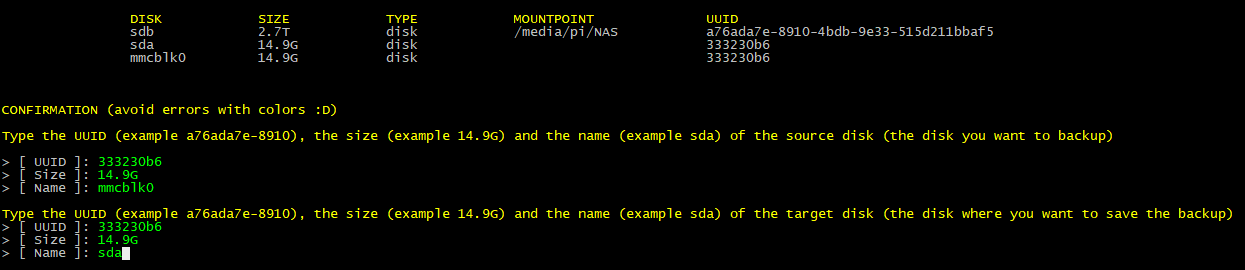 DISK SIZE TYPE MOUNTPOINT UUID
sdb 2.7T disk /media/pi/NAS a76ada7e-8910-4bdb-9e33-515d211bbaf5
sda 14.9G disk 333230b6
mmcblk0 14.9G disk 333230b6
CONFIRMATION (avoid errors with colors :D)
Type the UUID (example a76ada7e-8910), the size (example 14.9G) and the name (example sda) of the source disk (the disk you want to backup)
> [ UUID ]: 333230b6
> [ Size ]: 14.9G
> [ Name ]: mmcblk0
Type the UUID (example a76ada7e-8910), the size (example 14.9G) and the name (example sda) of the target disk (the disk where you want to save the backup)
> [ UUID ]: 333230b6
> [ Size ]: 14.9G
> [ Name ]: sda